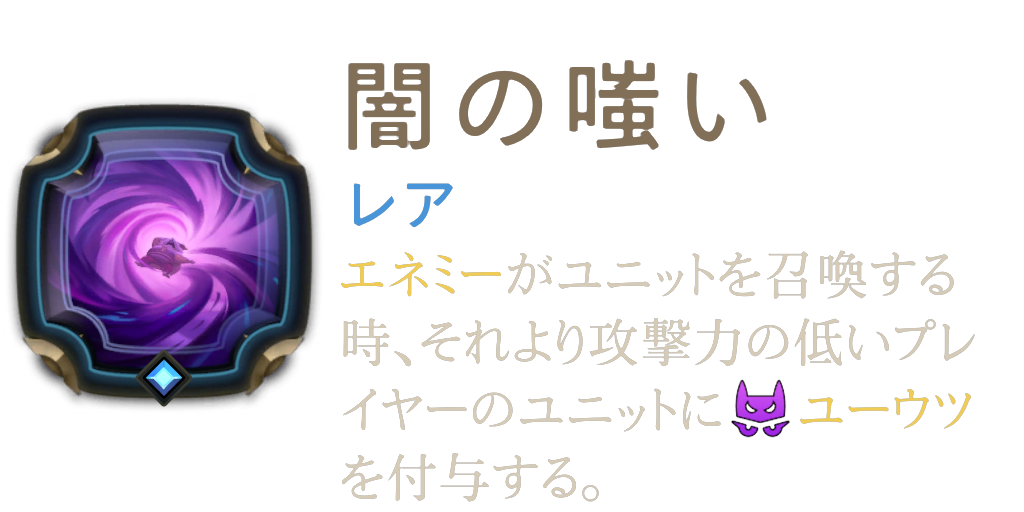 闇の嗤い
レア
エネミーがユニットを召喚する
時、それより攻撃力の低いプレ
イヤーのユニットにユーウツ
を付与する。